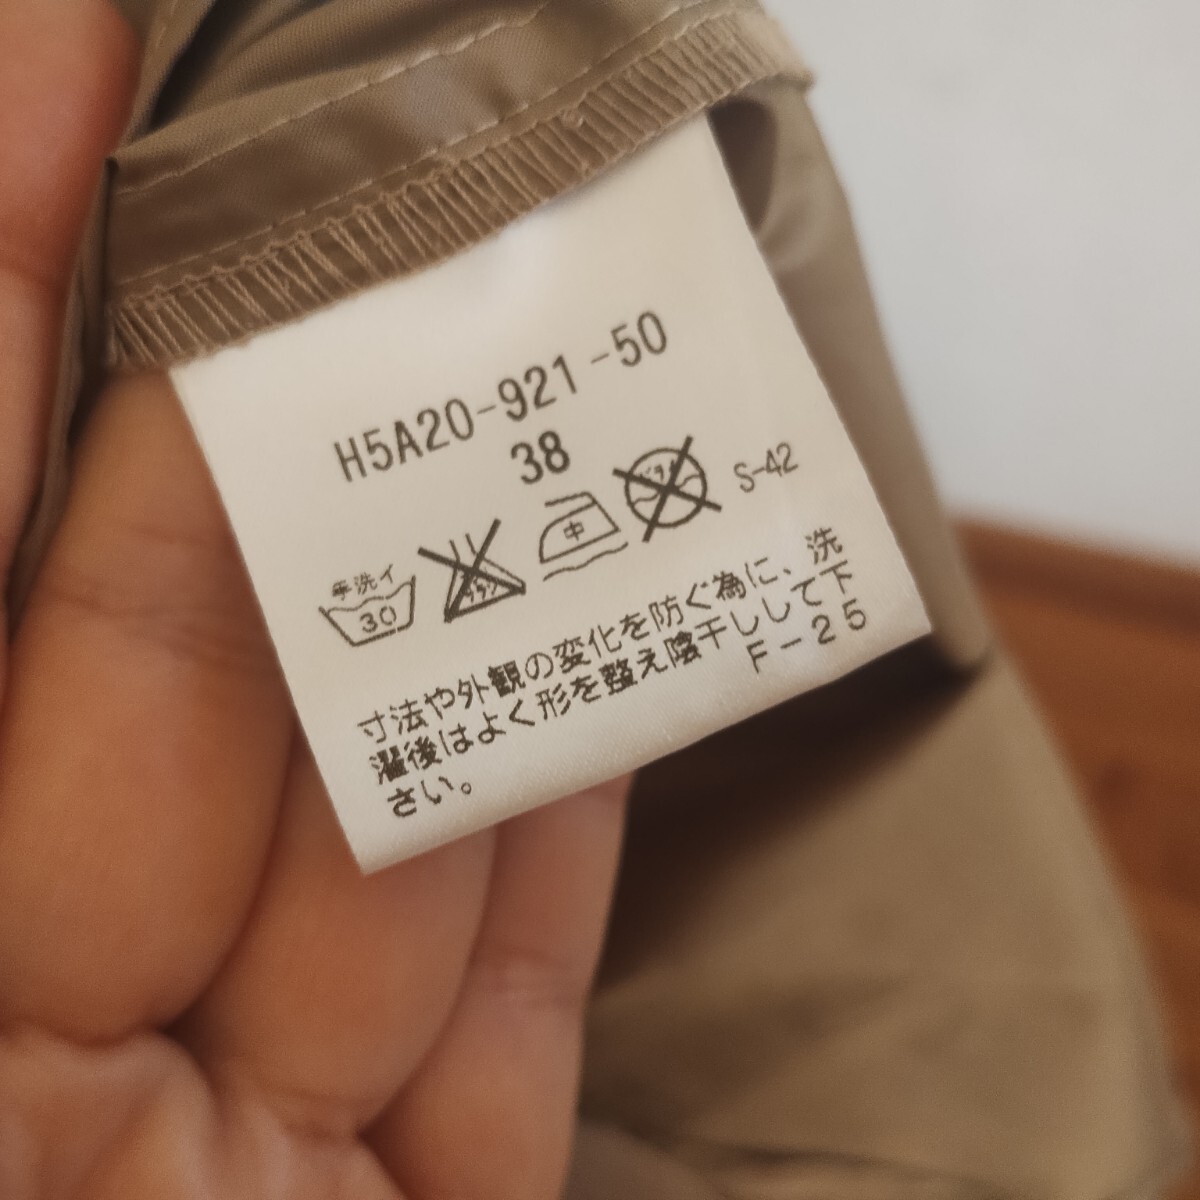 H5A20-921-50
38
手洗イ
30
中
S-42
寸法や外観の変化を防ぐ為に、洗
濯後はよく形を整え陰干しして下
さい。
F-25